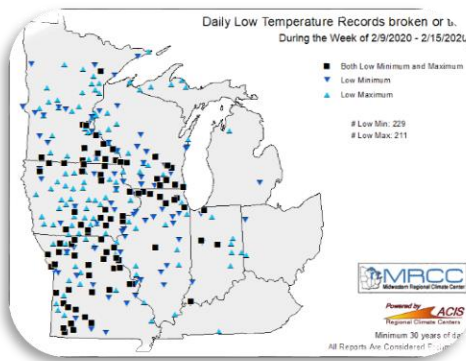 Daily Low Temperature Records broken or
During the Week of 2/9/2020 - 2/15/2020
Both Low Minimum and Maximum
Low Minimum
Low Maximum
# Low Min: 229
# Low Max: 211
MRCC
Midwestern Regional Climate Center
Powered by
ACIS
Regional Climate Centers
Minimum 30 years of
All Reports Are Considered